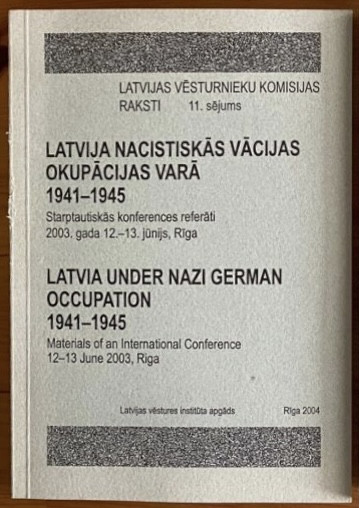 LATVIJAS VĒSTURNIEKU KOMISIJAS
RAKSTI 11. sējums
LATVIJA NACISTISKĀS VĀCIJAS
OKUPĀCIJAS VARĀ
1941–1945
Starptautiskās konferences referāti
2003. gada 12.–13. jūnijs, Rīga
LATVIA UNDER NAZI GERMAN
OCCUPATION
1941–1945
Materials of an International Conference
12–13 June 2003, Riga
Latvijas vēstures institūta apgāds Rīga 2004